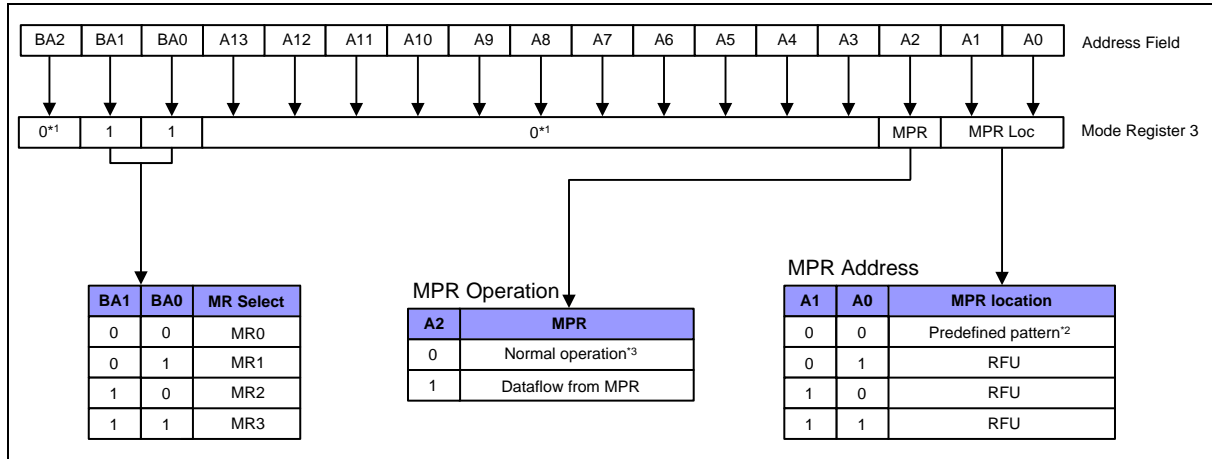 BA2 BA1 BA0 A13 A12 A11 A10 A9 A8 A7 A6 A5 A4 A3 A2 A1 A0 Address Field
0*1 1 1 0*1 MPR MPR Loc Mode Register 3
BA1 BA0 MR Select
0 0 MR0
0 1 MR1
1 0 MR2
1 1 MR3
MPR Operation
A2 MPR
0 Normal operation*3
1 Dataflow from MPR
MPR Address
A1 A0 MPR location
0 0 Predefined pattern*2
0 1 RFU
1 0 RFU
1 1 RFU